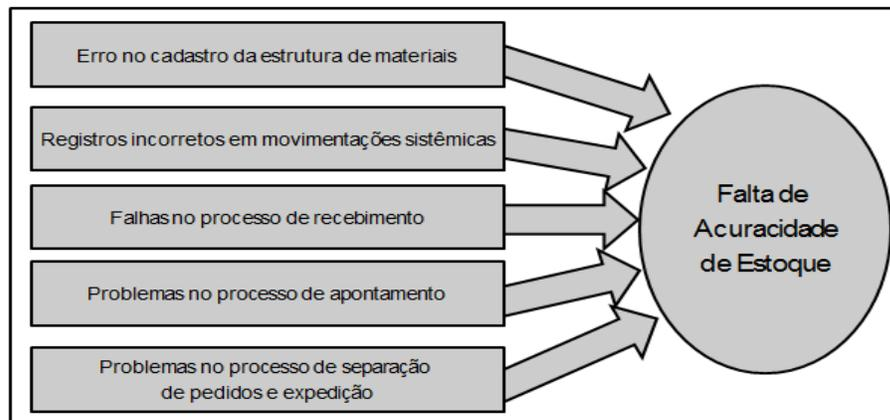 Erro no cadastro da estrutura de materiais
Registros incorretos em movimentações sistêmicas
Falhas no processo de recebimento
Problemas no processo de apontamento
Problemas no processo de separação
de pedidos e expedição
Falta de
Acuracidade
de Estoque